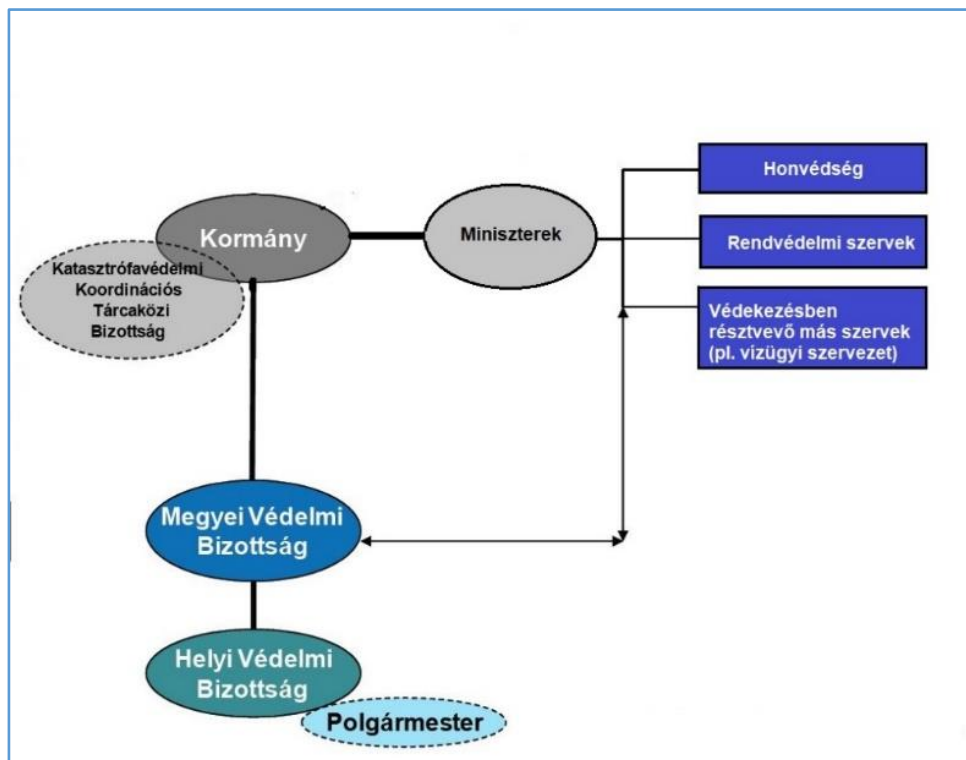 Honvédség
Kormány
Miniszterek
Rendvédelmi szervek
Katasztrófavédelmi
Koordinációs
Tárcaközi
Bizottság
Védekezésben
résztvevő más szervek
(pl. vizügyi szervezet)
Megyei Védelmi
Bizottság
Helyi Védelmi
Bizottság
Polgármester